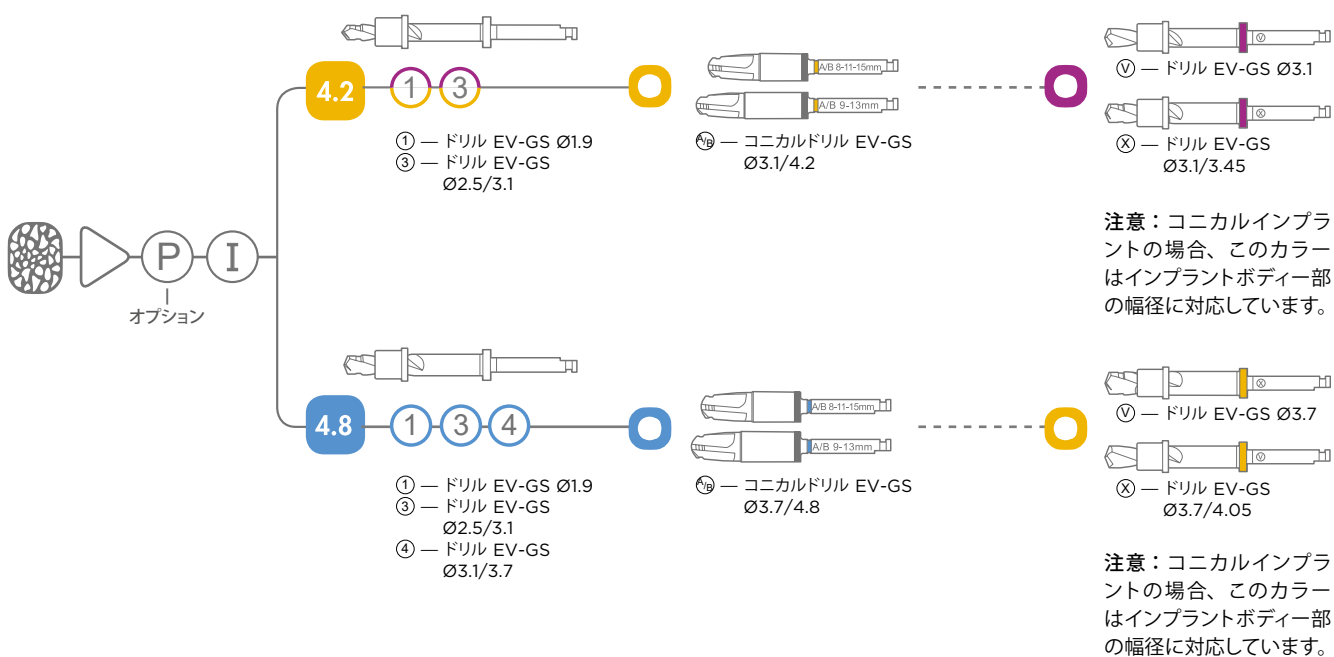 P
I
オプション
4.2
1
3
① — ドリル EV-GS Ø1.9
③ — ドリル EV-GS
Ø2.5/3.1
A/B 8-11-15mm
A/B 9-13mm
A/B — コニカルドリル EV-GS
Ø3.1/4.2
V
Ⓥ — ドリル EV-GS Ø3.1
X
Ⓧ — ドリル EV-GS
Ø3.1/3.45
注意：コニカルインプラ
ントの場合、このカラー
はインプラントボディー部
の幅径に対応しています。
4.8
1
3
4
① — ドリル EV-GS Ø1.9
③ — ドリル EV-GS
Ø2.5/3.1
④ — ドリル EV-GS
Ø3.1/3.7
A/B 8-11-15mm
A/B 9-13mm
A/B — コニカルドリル EV-GS
Ø3.7/4.8
X
Ⓥ — ドリル EV-GS Ø3.7
V
Ⓧ — ドリル EV-GS
Ø3.7/4.05
注意：コニカルインプラ
ントの場合、このカラー
はインプラントボディー部
の幅径に対応しています。